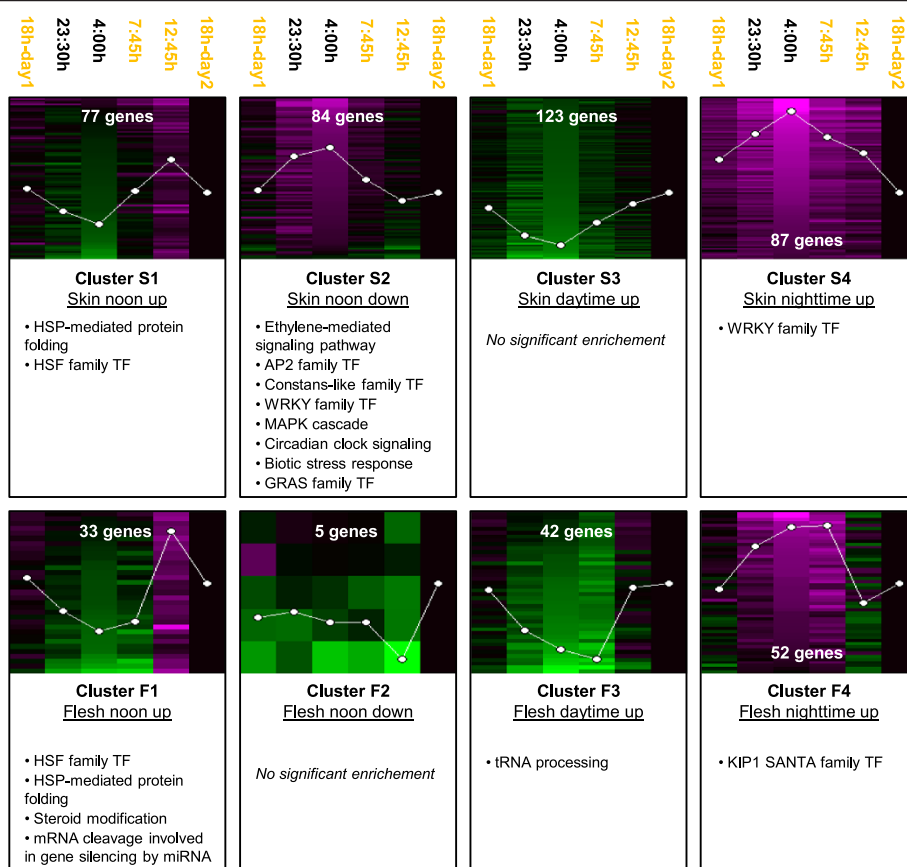 18h-day1
23:30h
4:00h
7:45h
12:45h
18h-day2
18h-day1
23:30h
4:00h
7:45h
12:45h
18h-day2
18h-day1
23:30h
4:00h
7:45h
12:45h
18h-day2
18h-day1
23:30h
4:00h
7:45h
12:45h
18h-day2
77 genes
Cluster S1
Skin noon up
• HSP-mediated protein
folding
• HSF family TF
84 genes
Cluster S2
Skin noon down
• Ethylene-mediated
signaling pathway
• AP2 family TF
• Constans-like family TF
• WRKY family TF
• MAPK cascade
• Circadian clock signaling
• Biotic stress response
• GRAS family TF
123 genes
Cluster S3
Skin daytime up
No significant enrichement
87 genes
Cluster S4
Skin nighttime up
• WRKY family TF
33 genes
Cluster F1
Flesh noon up
• HSF family TF
• HSP-mediated protein
folding
• Steroid modification
• mRNA cleavage involved
in gene silencing by miRNA
5 genes
Cluster F2
Flesh noon down
No significant enrichement
42 genes
Cluster F3
Flesh daytime up
• tRNA processing
52 genes
Cluster F4
Flesh nighttime up
• KIP1 SANTA family TF